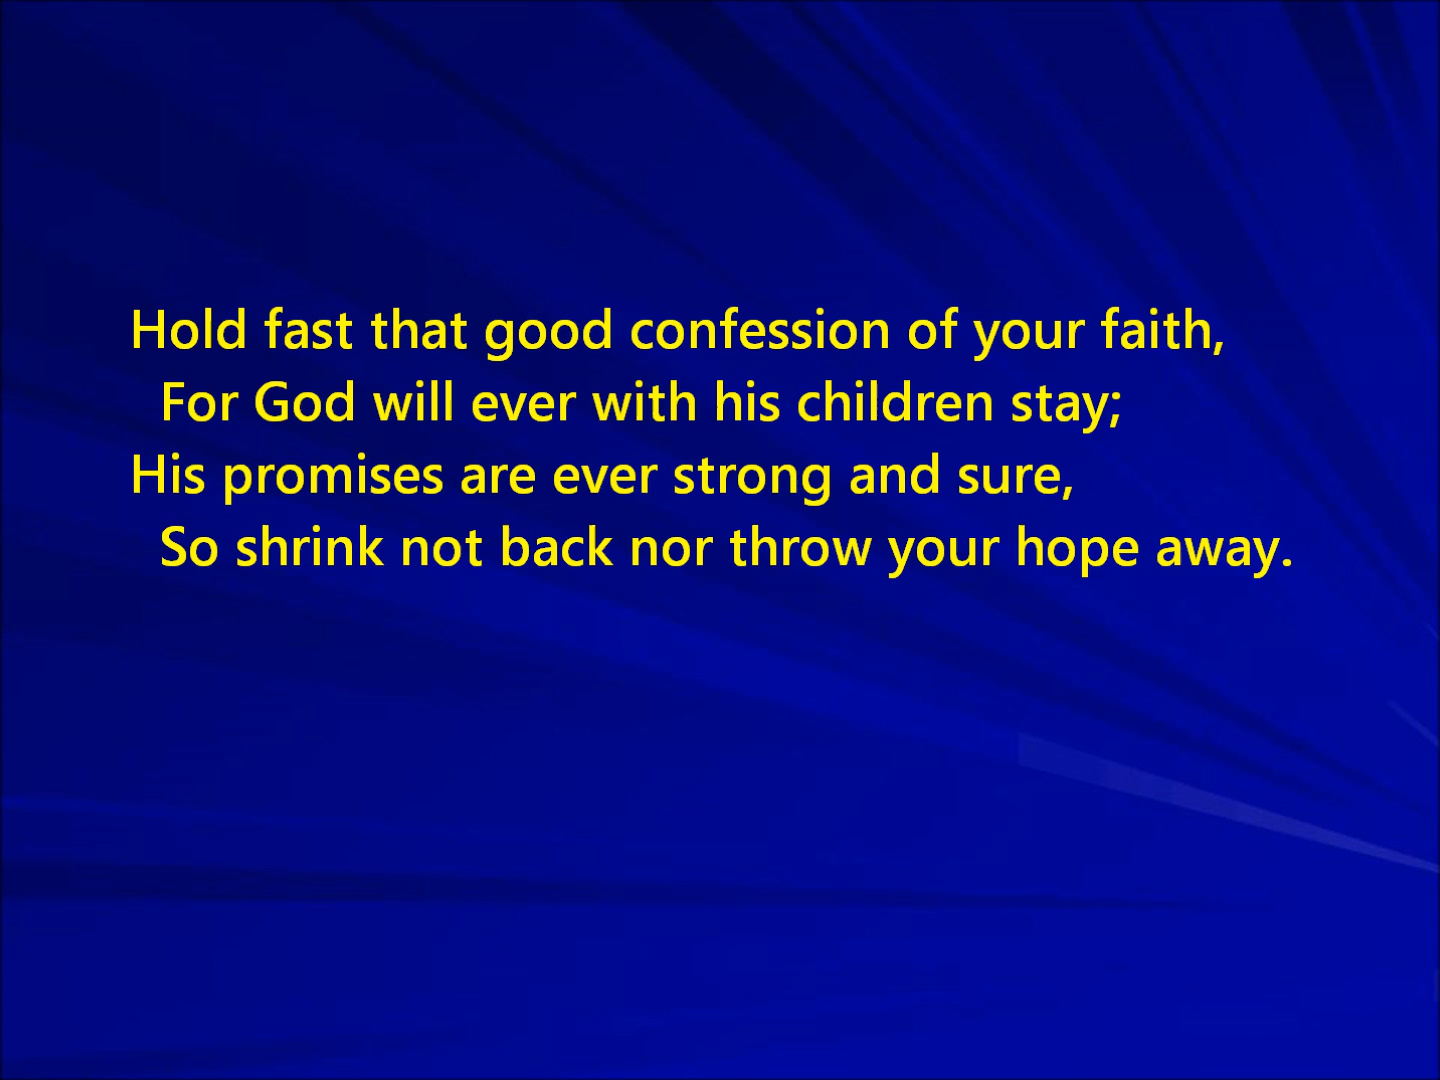 Hold fast that good confession of your faith,
For God will ever with his children stay;
His promises are ever strong and sure,
So shrink not back nor throw your hope away.